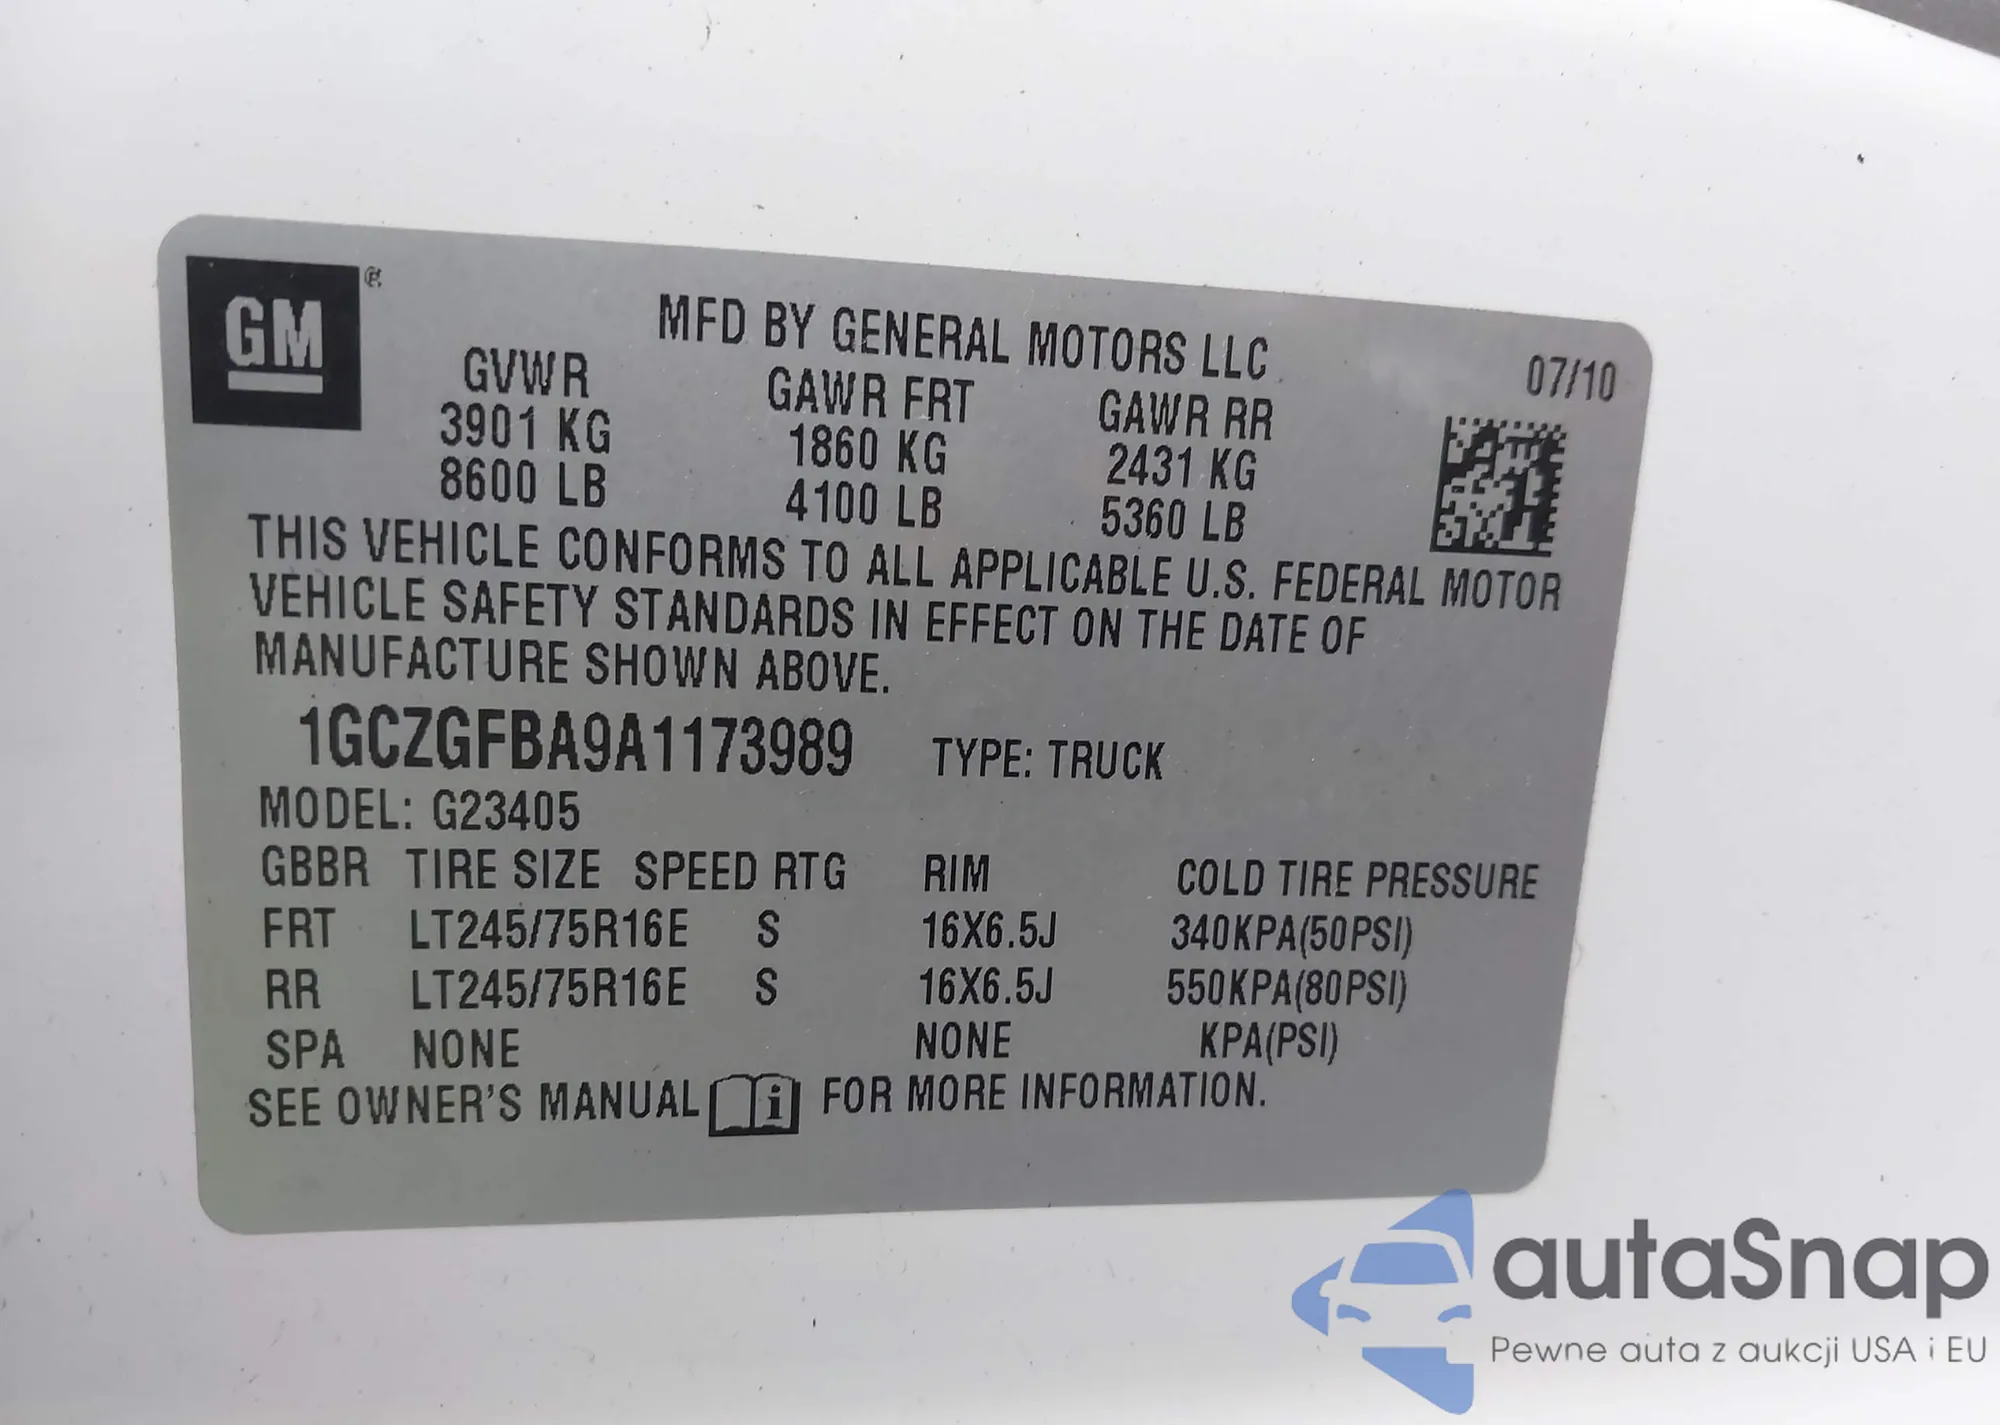 GM
MFD BY GENERAL MOTORS LLC 07/10
GVWR GAWR FRT GAWR RR
3901 KG 1860 KG 2431 KG
8600 LB 4100 LB 5360 LB
THIS VEHICLE CONFORMS TO ALL APPLICABLE U.S. FEDERAL MOTOR
VEHICLE SAFETY STANDARDS IN EFFECT ON THE DATE OF
MANUFACTURE SHOWN ABOVE.
1GCZGFBA9A1173989 TYPE: TRUCK
MODEL: G23405
GBBR TIRE SIZE SPEED RTG RIM COLD TIRE PRESSURE
FRT LT245/75R16E S 16X6.5J 340KPA(50PSI)
RR LT245/75R16E S 16X6.5J 550KPA(80PSI)
SPA NONE NONE KPA(PSI)
SEE OWNER'S MANUAL i FOR MORE INFORMATION.
autaSnap
Pewne auta z aukcji USA i EU